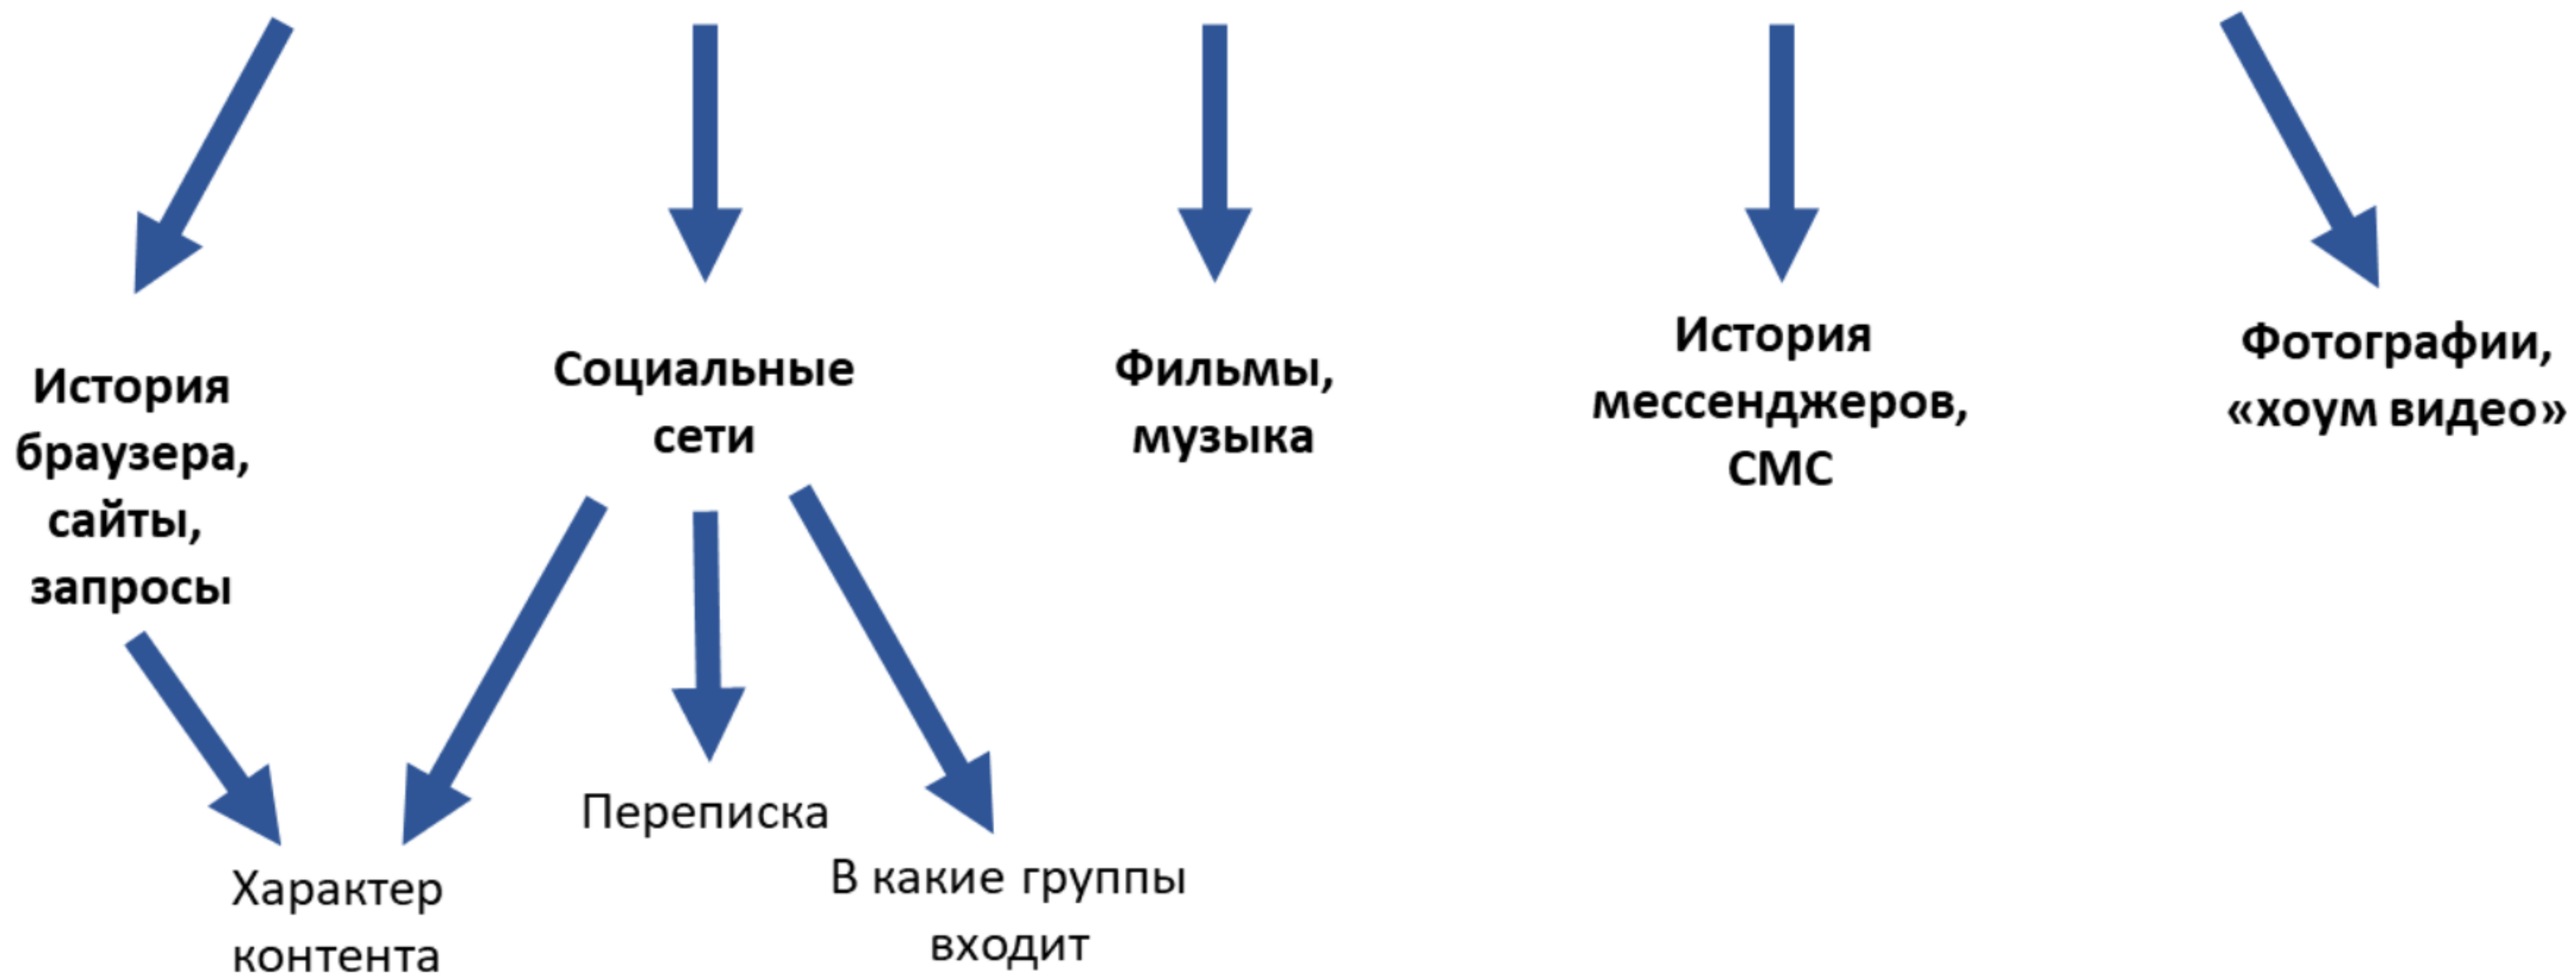 История
браузера,
сайты,
запросы
Социальные
сети
Фильмы,
музыка
История
мессенджеров,
СМС
Фотографии,
«хоум видео»
Характер
контента
Переписка
В какие группы
входит